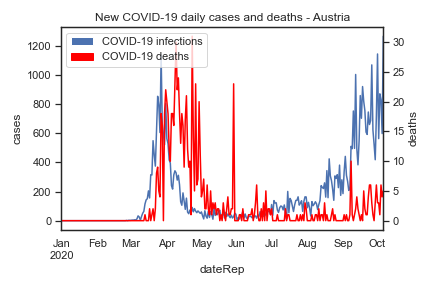 New COVID-19 daily cases and deaths - Austria
COVID-19 infections
COVID-19 deaths
1200
1000
800
600
400
200
0
cases
30
25
20
15
10
5
0
deaths
Jan Feb Mar Apr May Jun Jul Aug Sep Oct
2020
dateRep